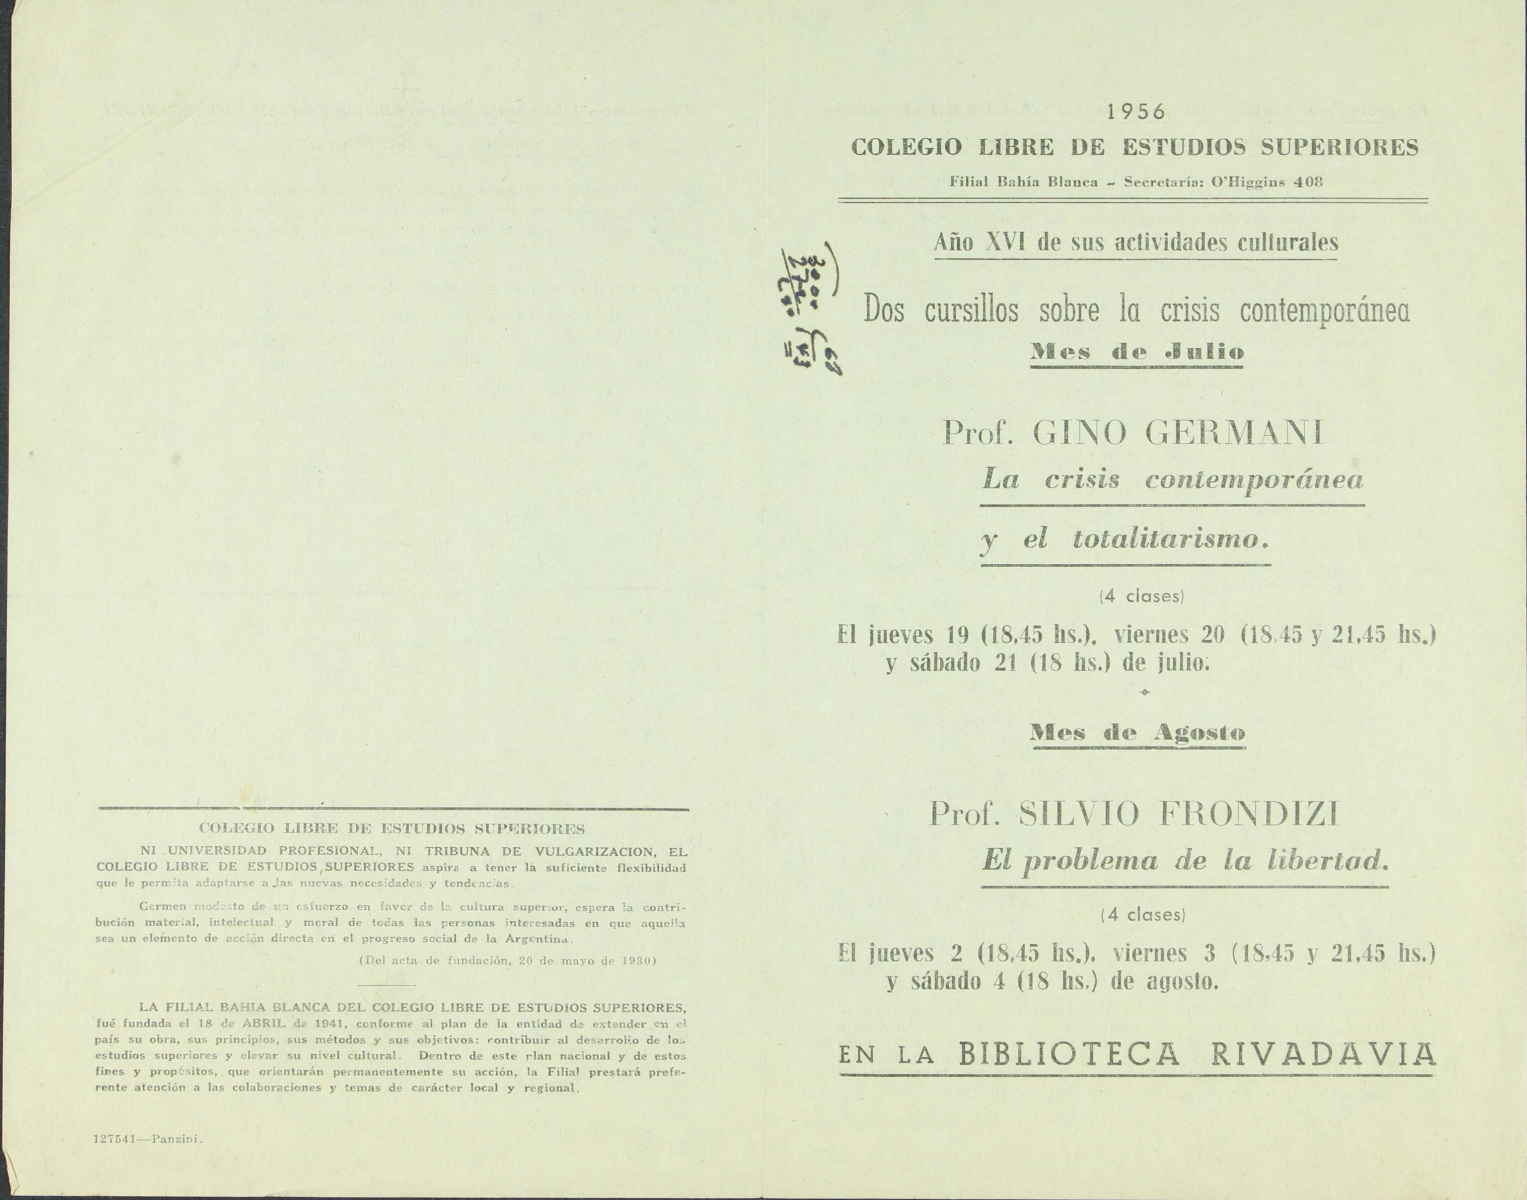 COLEGIO LIBRE DE ESTUDIOS SUPERIORES
NI UNIVERSIDAD PROFESIONAL, NI TRIBUNA DE VULGARIZACION, EL
COLEGIO LIBRE DE ESTUDIOS SUPERIORES aspira a tener la suficiente flexibilidad
que le permita adaptarse a las nuevas necesidades y tendencias.
Germen modesto de un esfuerzo en favor de la cultura superior, espera la contri-
bución material, intelectual y moral de todas las personas interesadas en que aquella
sea un elemento de acción directa en el progreso social de la Argentina.
(Del acta de fundación, 20 de mayo de 1930)
LA FILIAL BAHIA BLANCA DEL COLEGIO LIBRE DE ESTUDIOS SUPERIORES,
fué fundada el 18 de ABRIL de 1941, conforme al plan de la entidad de extender en el
país su obra, sus principios, sus métodos y sus objetivos: contribuir al desarrollo de los
estudios superiores y elevar su nivel cultural. Dentro de este plan nacional y de estos
fines y propósitos, que orientarán permanentemente su acción, la Filial prestará prefe-
rente atención a las colaboraciones y temas de carácter local y regional.
127541—Panzini.
1956
COLEGIO LIBRE DE ESTUDIOS SUPERIORES
Filial Bahía Blanca - Secretaría: O'Higgins 408
Año XVI de sus actividades culturales
Dos cursillos sobre la crisis contemporánea
Mes de Julio
Prof. GINO GERMANI
La crisis contemporánea
y el totalitarismo.
(4 clases)
El jueves 19 (18,45 hs.), viernes 20 (18,45 y 21,45 hs.)
y sábado 21 (18 hs.) de julio.
Mes de Agosto
Prof. SILVIO FRONDIZI
El problema de la libertad.
(4 clases)
El jueves 2 (18,45 hs.), viernes 3 (18,45 y 21,45 hs.)
y sábado 4 (18 hs.) de agosto.
EN LA BIBLIOTECA RIVADAVIA